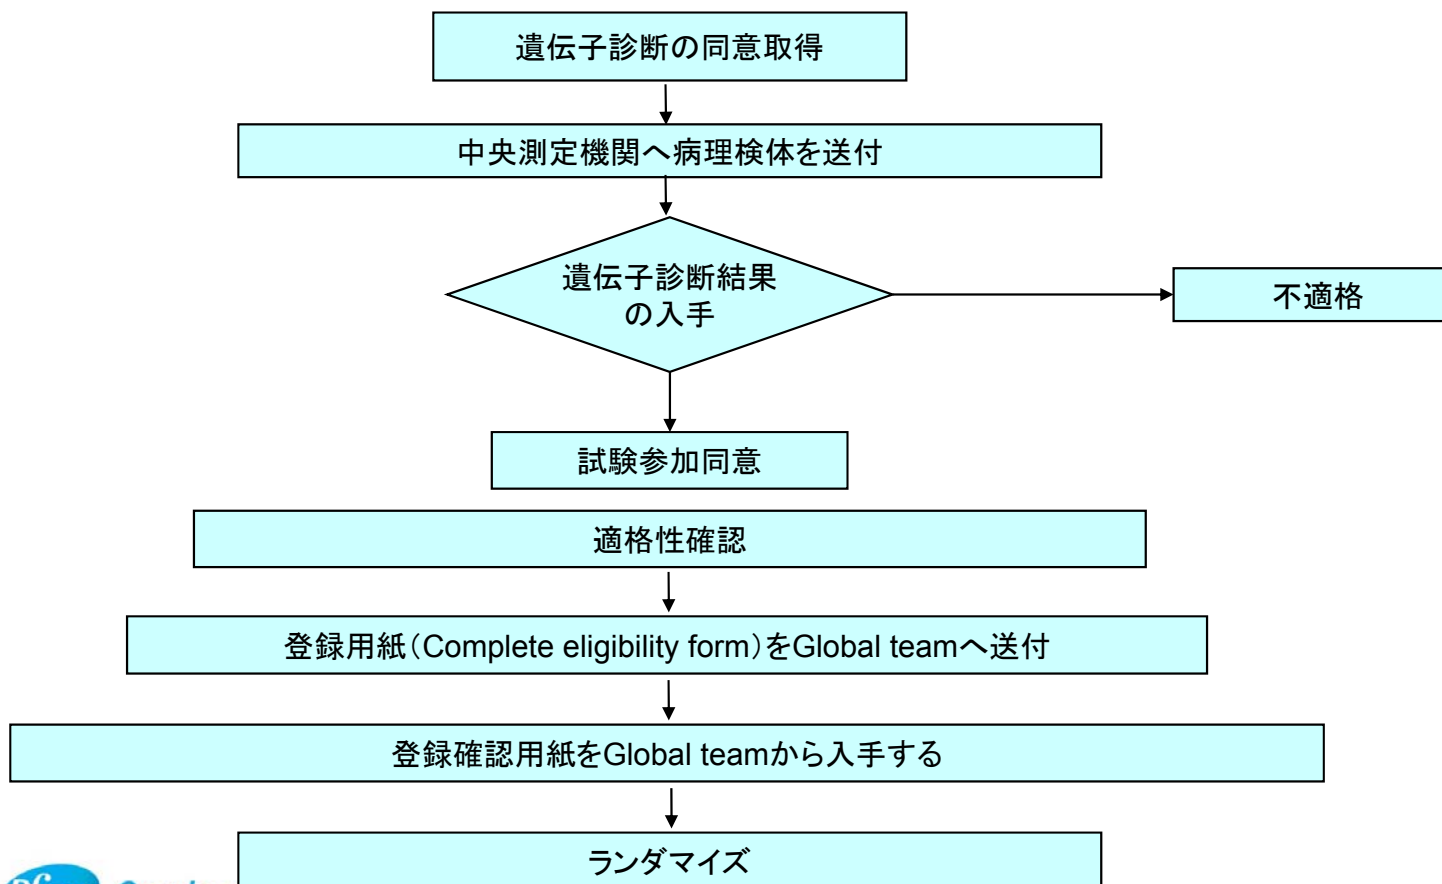 遺伝子診断の同意取得
中央測定機関へ病理検体を送付
遺伝子診断結果
の入手
不適格
試験参加同意
適格性確認
登録用紙（Complete eligibility form）をGlobal teamへ送付
登録確認用紙をGlobal teamから入手する
ランダマイズ